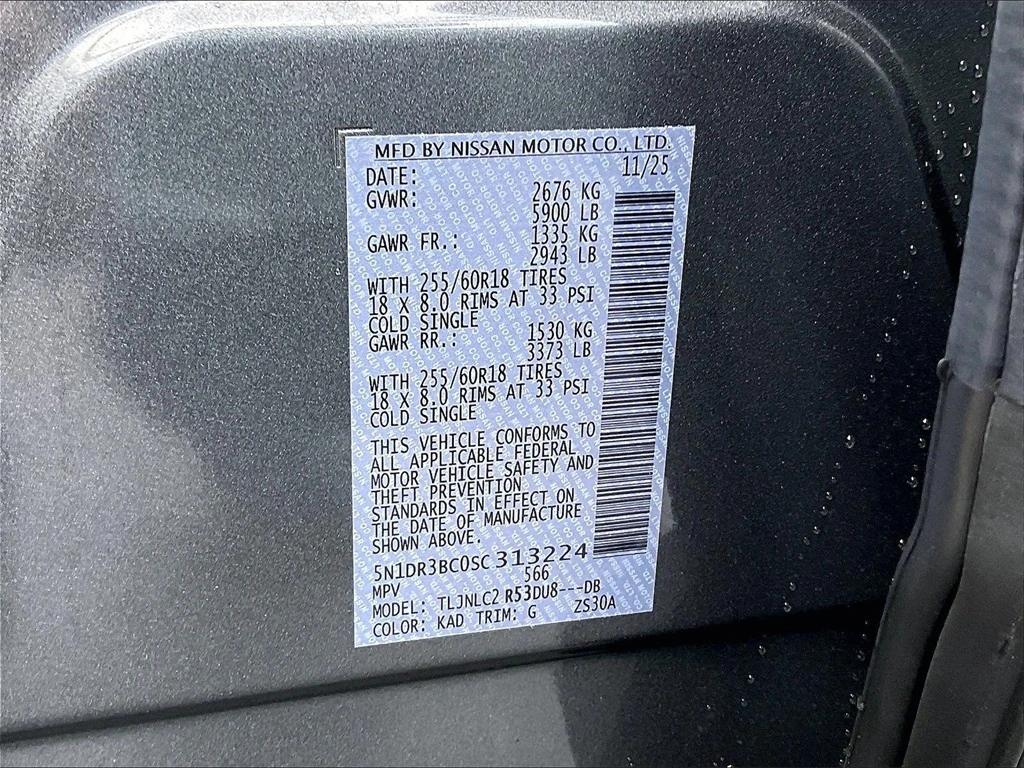 MFD BY NISSAN MOTOR CO., LTD.
DATE: 11/25
GVWR: 2676 KG
5900 LB
GAWR FR.: 1335 KG
2943 LB
WITH 255/60R18 TIRES
18 X 8.0 RIMS AT 33 PSI
COLD SINGLE
GAWR RR.: 1530 KG
3373 LB
WITH 255/60R18 TIRES
18 X 8.0 RIMS AT 33 PSI
COLD SINGLE
THIS VEHICLE CONFORMS TO
ALL APPLICABLE FEDERAL
MOTOR VEHICLE SAFETY AND
THEFT PREVENTION
STANDARDS IN EFFECT ON
THE DATE OF MANUFACTURE
SHOWN ABOVE.
5N1DR3BC0SC313224
MPV 566
MODEL: TLJNLC2 R53DU8---DB
COLOR: KAD TRIM: G ZS30A